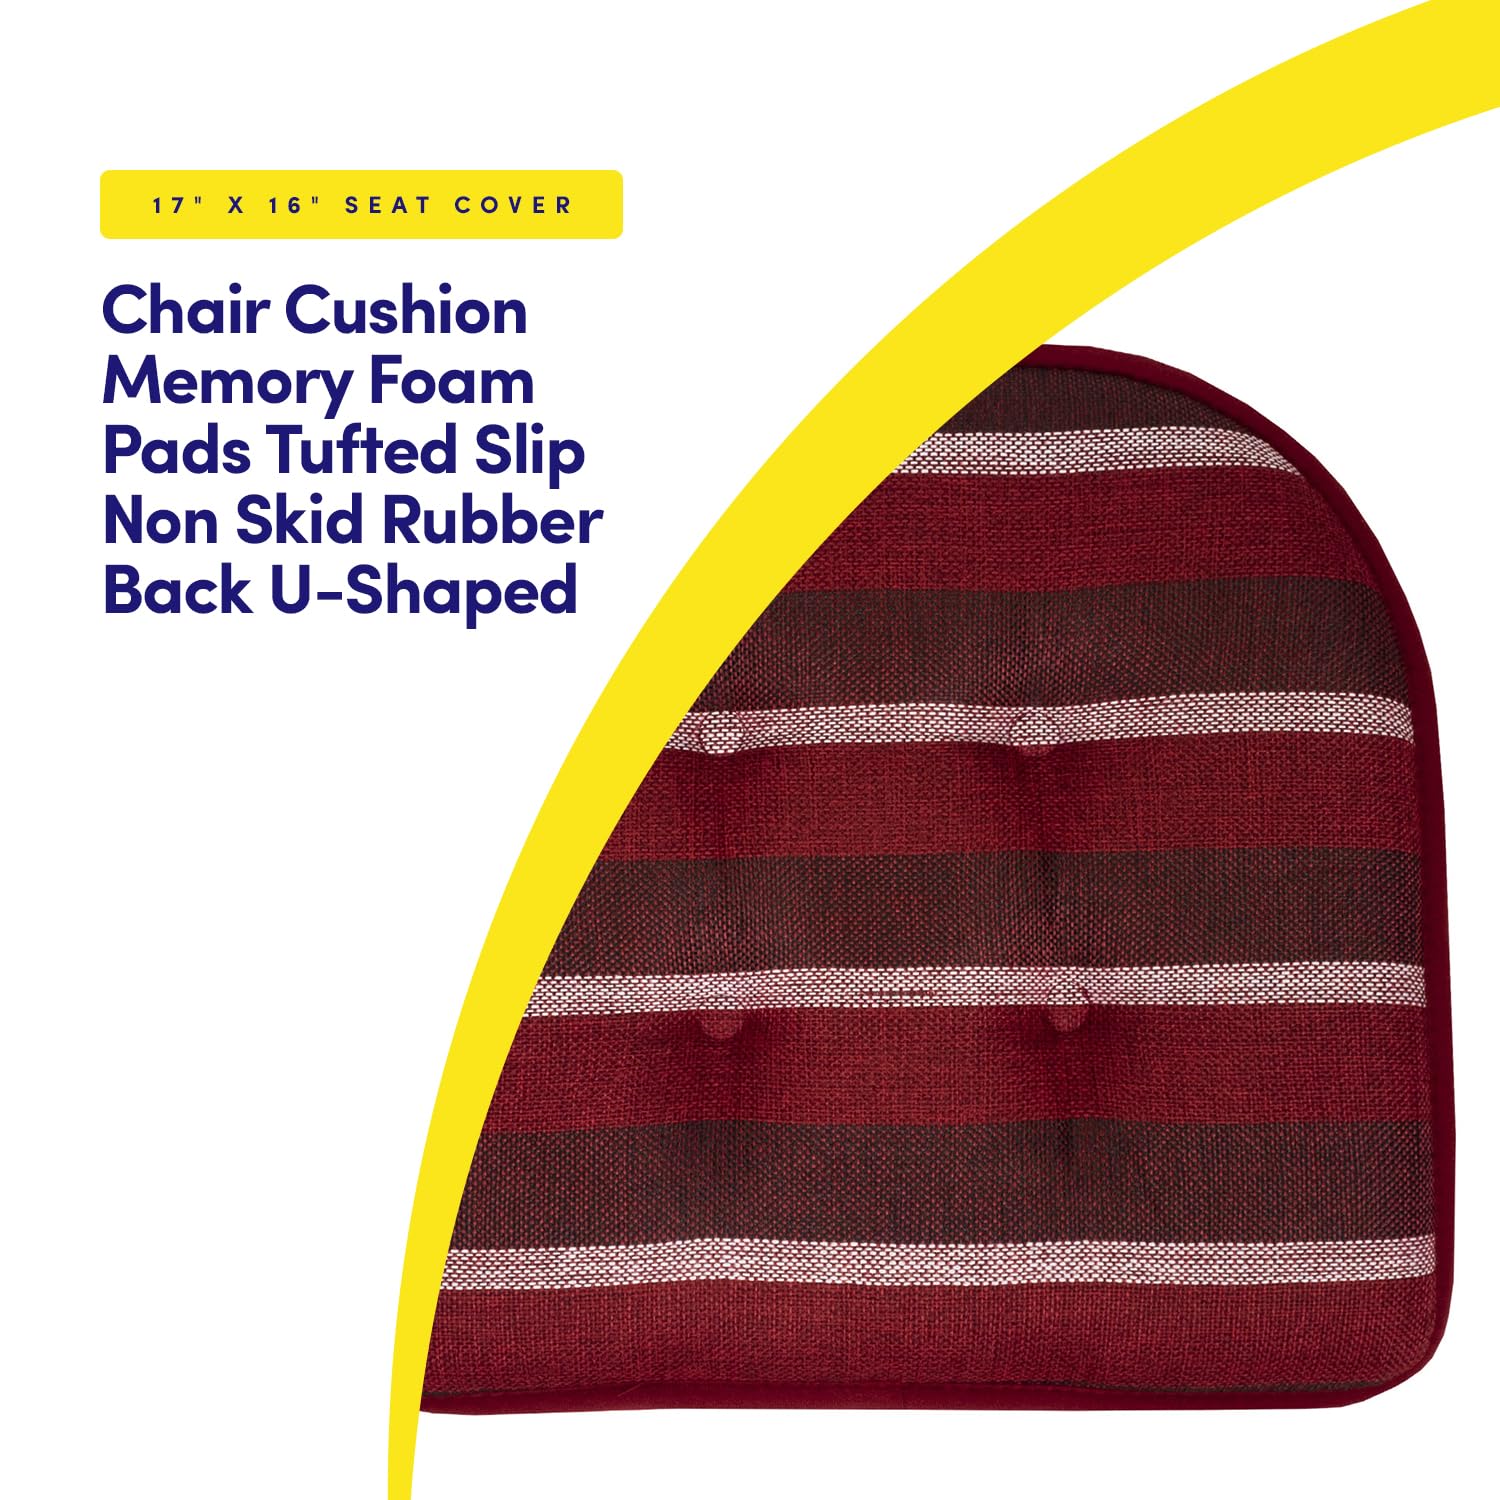 17" X 16" SEAT COVER
Chair Cushion
Memory Foam
Pads Tufted Slip
Non Skid Rubber
Back U-Shaped